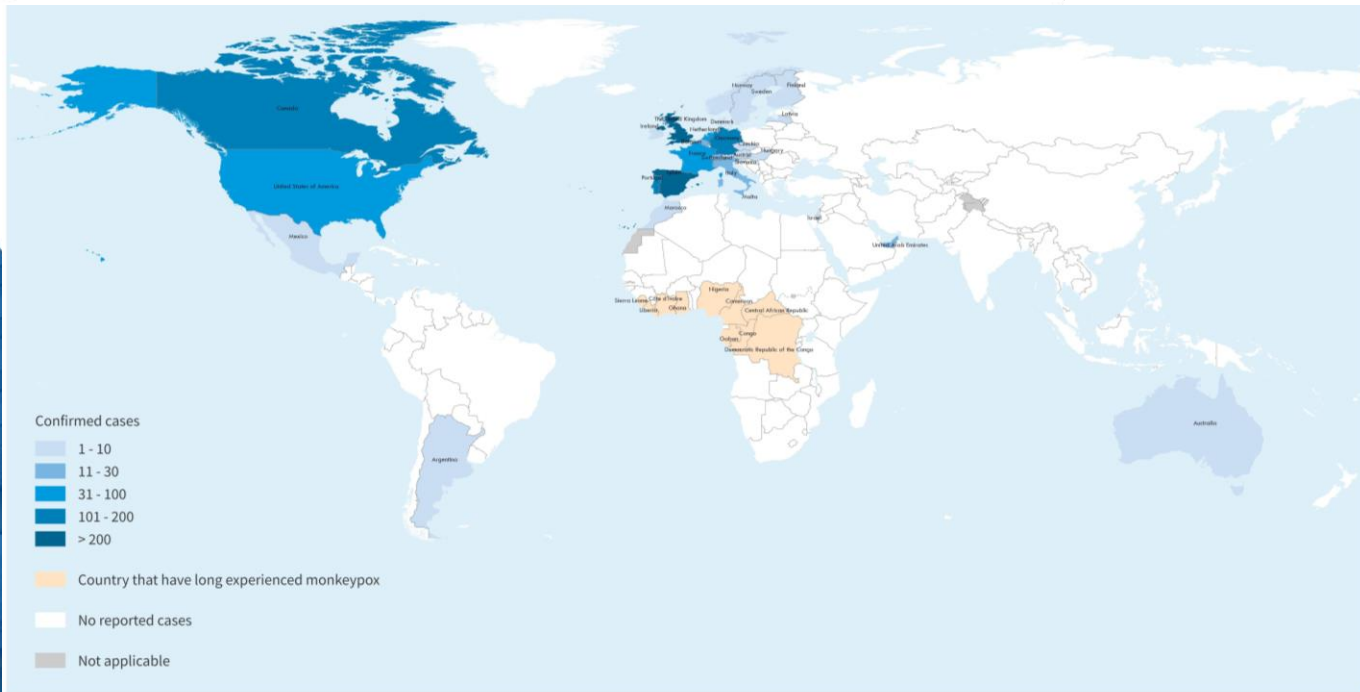 Canada
United States of America
Mexico
Argentina
Norway
Sweden
Finland
Latvia
Ireland
Denmark
Netherlands
Czechia
Hungary
France
Switzerland
Italy
Malta
Morocco
Israel
United Arab Emirates
Sierra Leone
Liberia
Côte d'Ivoire
Ghana
Nigeria
Cameroon
Central African Republic
Congo
Gabon
Democratic Republic of the Congo
Australia
Confirmed cases
1 - 10
11 - 30
31 - 100
101 - 200
> 200
Country that have long experienced monkeypox
No reported cases
Not applicable